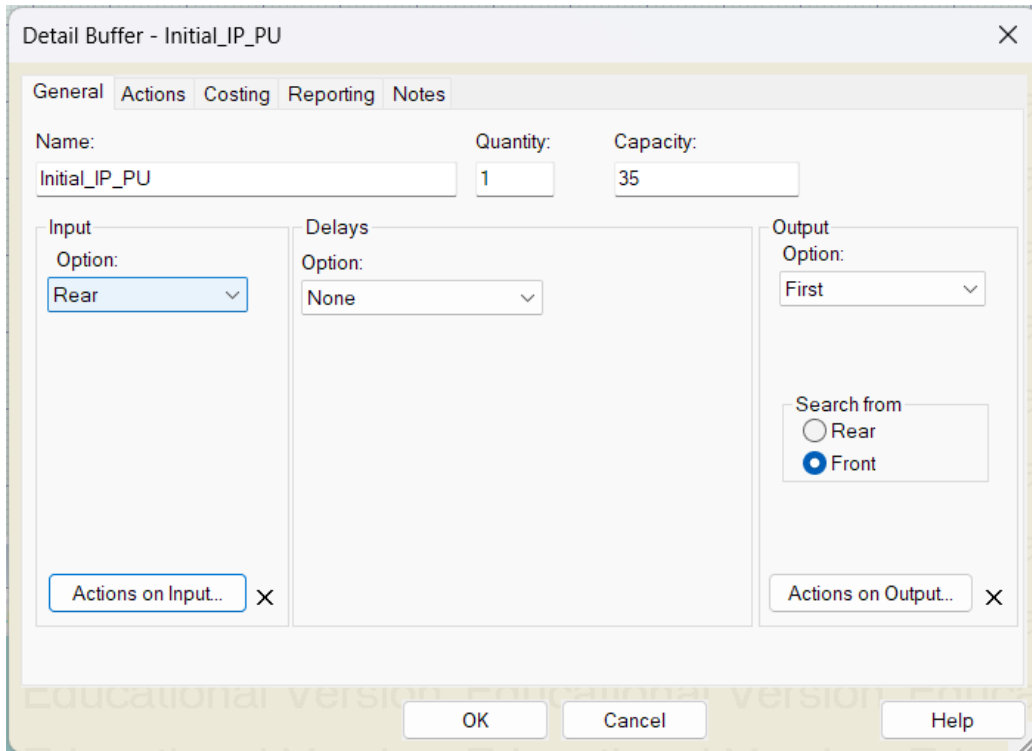 Detail Buffer - Initial_IP_PU
General Actions Costing Reporting Notes
Name: Quantity: Capacity:
Initial_IP_PU 1 35
Input Delays Output
Option: Option: Option:
Rear None First
Search from
Rear
Front
Actions on Input... Actions on Output...
Educational Version Educational Version Educa
OK Cancel Help